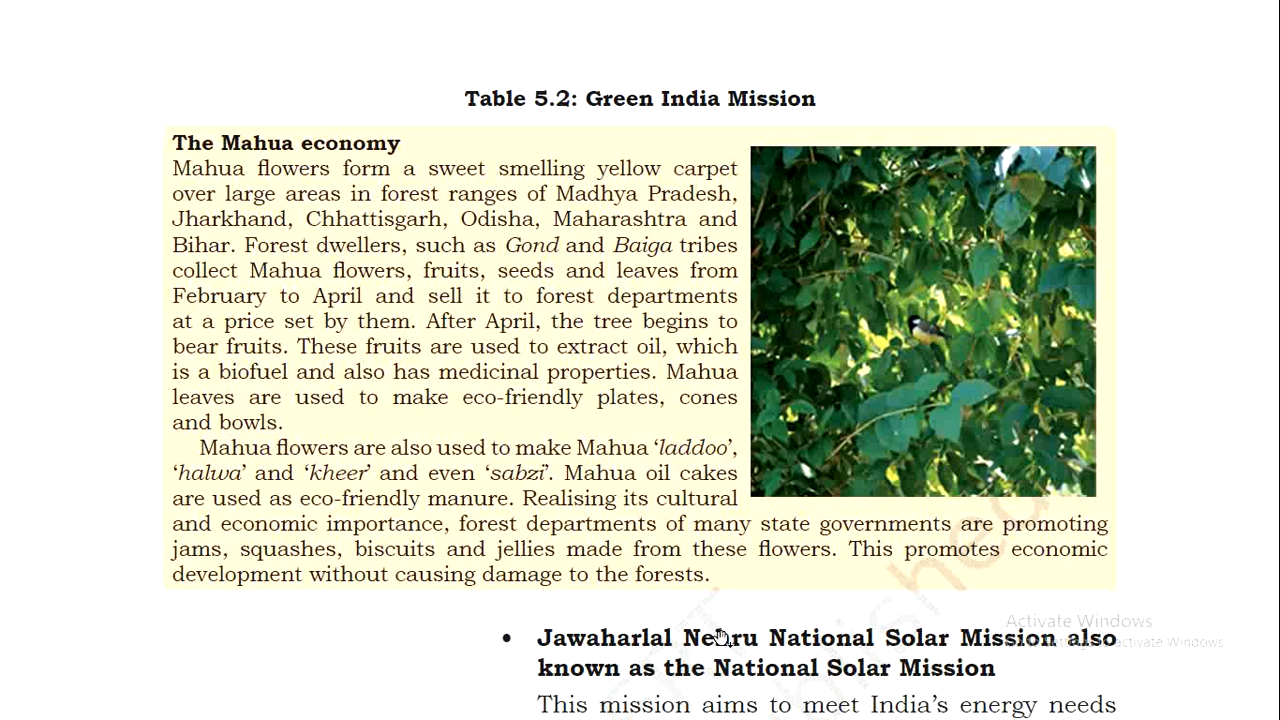 Table 5.2: Green India Mission
The Mahua economy
Mahua flowers form a sweet smelling yellow carpet
over large areas in forest ranges of Madhya Pradesh,
Jharkhand, Chhattisgarh, Odisha, Maharashtra and
Bihar. Forest dwellers, such as Gond and Baiga tribes
collect Mahua flowers, fruits, seeds and leaves from
February to April and sell it to forest departments
at a price set by them. After April, the tree begins to
bear fruits. These fruits are used to extract oil, which
is a biofuel and also has medicinal properties. Mahua
leaves are used to make eco-friendly plates, cones
and bowls.
Mahua flowers are also used to make Mahua ‘laddoo’,
‘halwa’ and ‘kheer’ and even ‘sabzi’. Mahua oil cakes
are used as eco-friendly manure. Realising its cultural
and economic importance, forest departments of many state governments are promoting
jams, squashes, biscuits and jellies made from these flowers. This promotes economic
development without causing damage to the forests.
• Jawaharlal Nehru National Solar Mission also
known as the National Solar Mission
This mission aims to meet India’s energy needs
Activate Windows
Go to Settings to activate Windows.